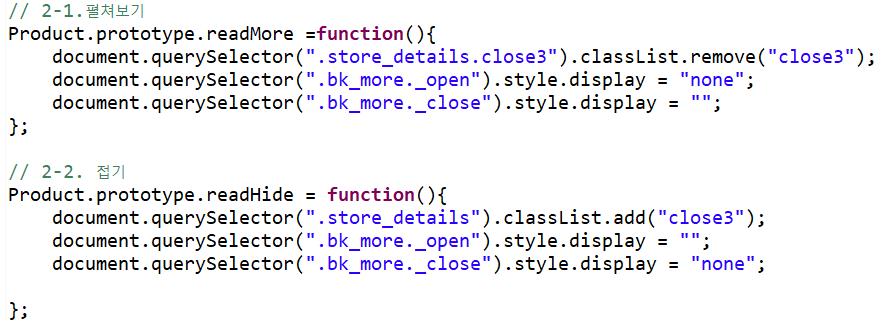 // 2-1.펼쳐보기
Product.prototype.readMore =function(){
    document.querySelector(".store_details.close3").classList.remove("close3");
    document.querySelector(".bk_more._open").style.display = "none";
    document.querySelector(".bk_more._close").style.display = "";
};

// 2-2. 접기
Product.prototype.readHide = function(){
    document.querySelector(".store_details").classList.add("close3");
    document.querySelector(".bk_more._open").style.display = "";
    document.querySelector(".bk_more._close").style.display = "none";

};